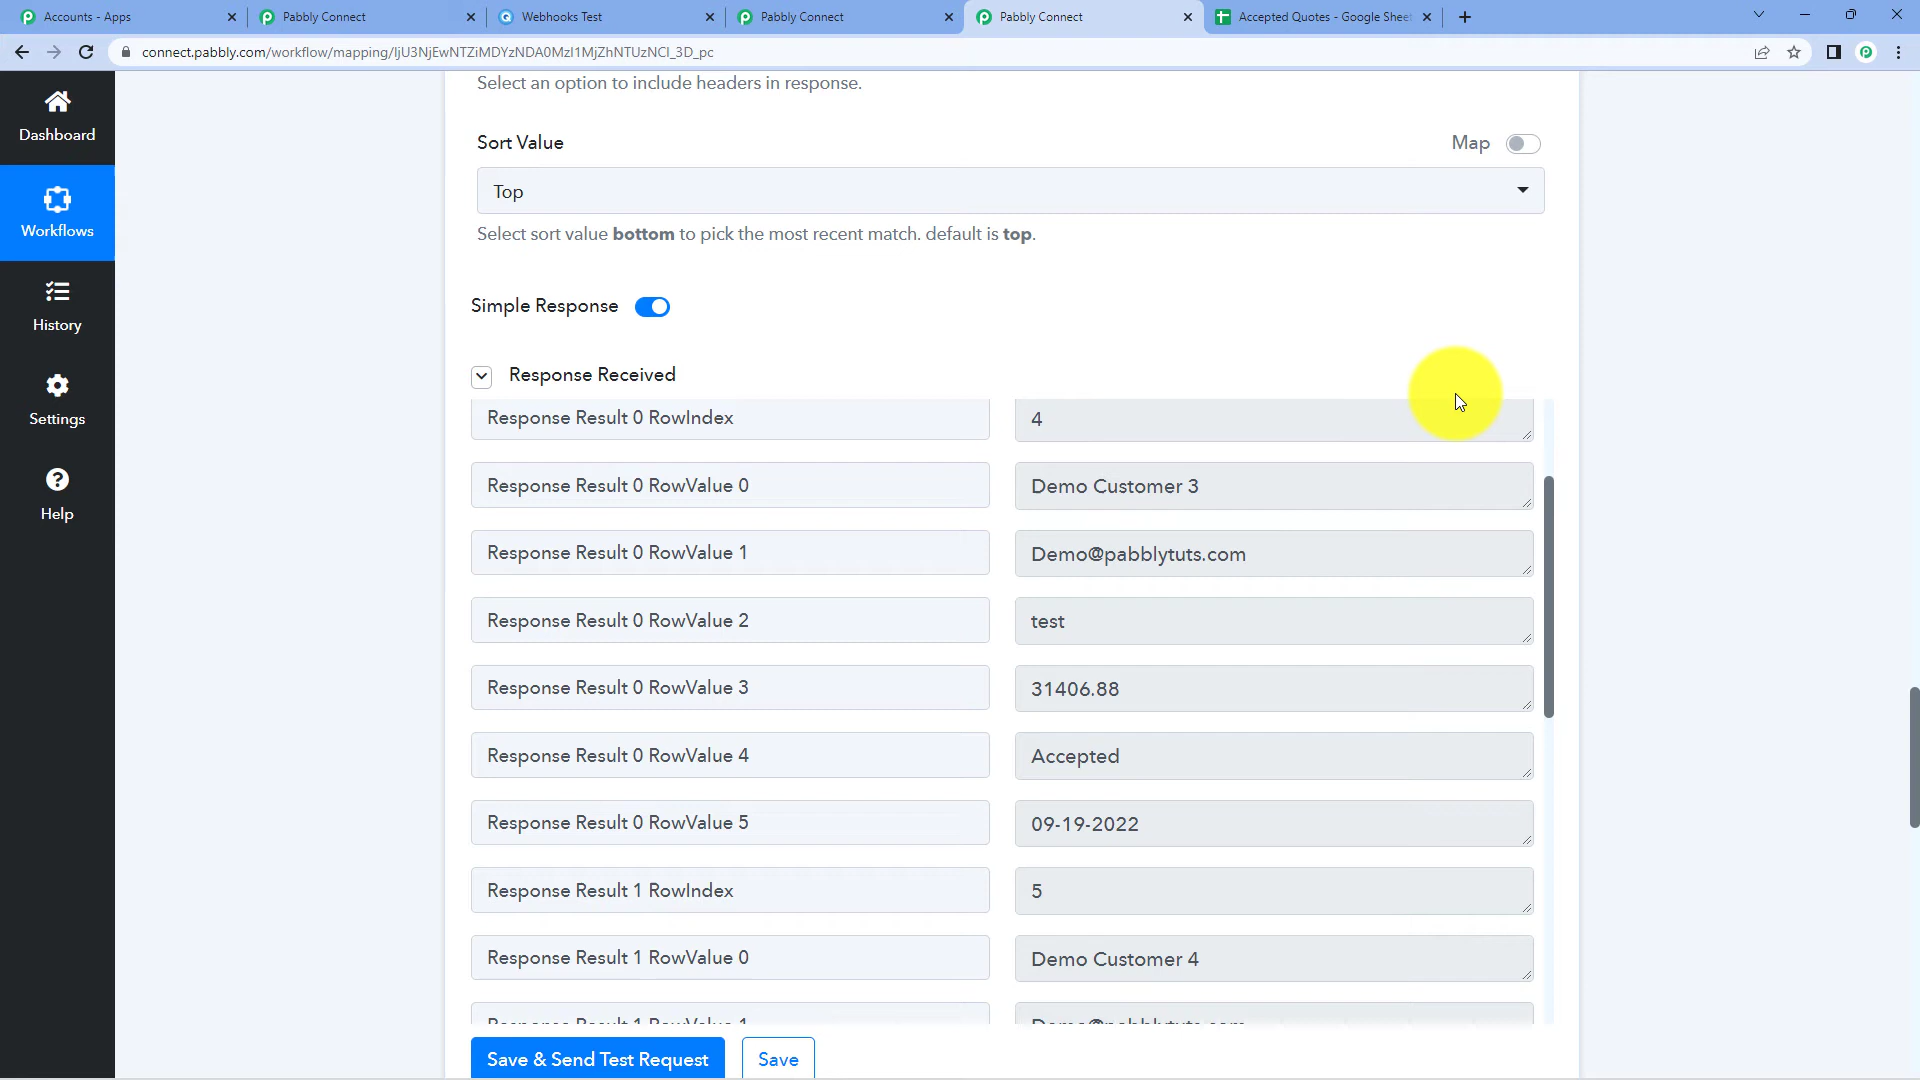 Accounts - Apps
Pabbly Connect
Webhooks Test
Pabbly Connect
Pabbly Connect
Accepted Quotes - Google Sheet
connect.pabbly.com/workflow/mapping/IjU3NjEwNTZiMDYzNDA0MzI1MjZhNTUzNCI_3D_pc
Dashboard
Workflows
History
Settings
Help
Select an option to include headers in response.
Sort Value
Map
Top
Select sort value bottom to pick the most recent match. default is top.
Simple Response
Response Received
Response Result 0 RowIndex
4
Response Result 0 RowValue 0
Demo Customer 3
Response Result 0 RowValue 1
Demo@pabblytuts.com
Response Result 0 RowValue 2
test
Response Result 0 RowValue 3
31406.88
Response Result 0 RowValue 4
Accepted
Response Result 0 RowValue 5
09-19-2022
Response Result 1 RowIndex
5
Response Result 1 RowValue 0
Demo Customer 4
Response Result 1 RowValue 1
Demo@pabblytuts.com
Save & Send Test Request
Save